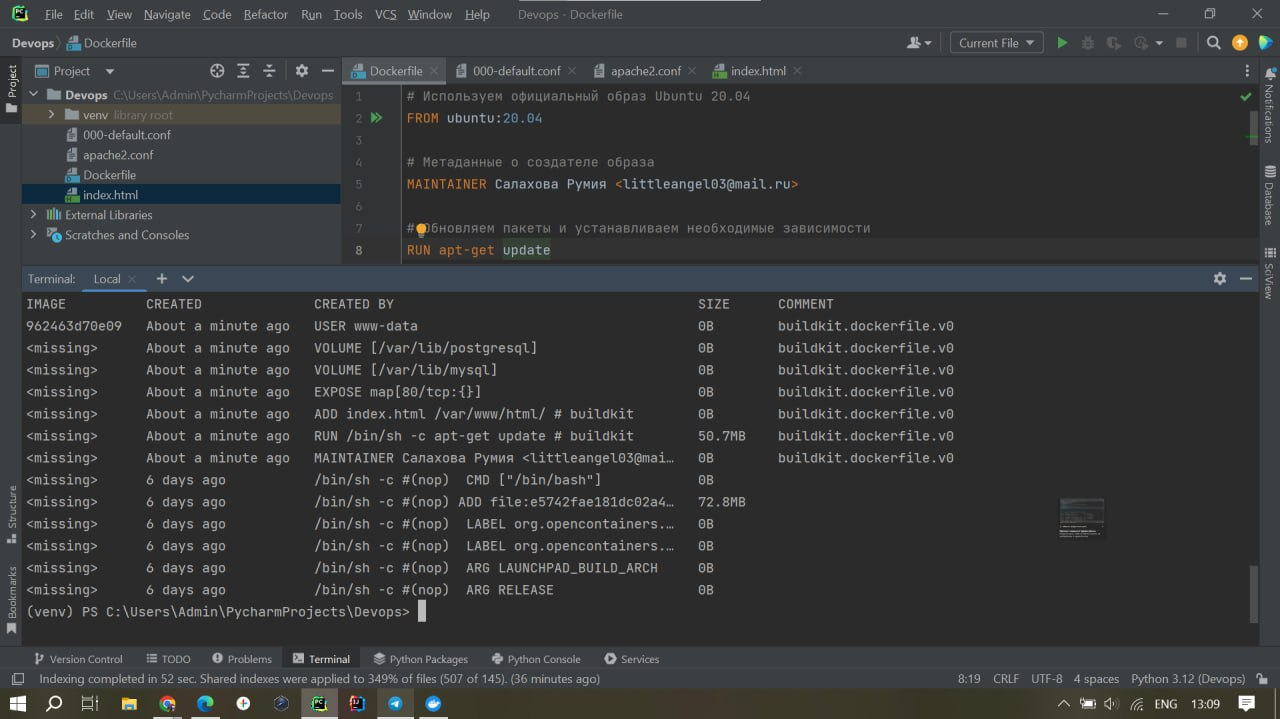 File Edit View Navigate Code Refactor Run Tools VCS Window Help Devops - Dockerfile
Devops Dockerfile Current File
Project
Project Dockerfile 000-default.conf apache2.conf index.html
Devops C:\Users\Admin\PycharmProjects\Devops
venv library root
000-default.conf
apache2.conf
Dockerfile
index.html
External Libraries
Scratches and Consoles
1 # Используем официальный образ Ubuntu 20.04
2 FROM ubuntu:20.04
3
4 # Метаданные о создателе образа
5 MAINTAINER Салахова Румия <littleangel03@mail.ru>
6
7 # Обновляем пакеты и устанавливаем необходимые зависимости
8 RUN apt-get update
Notifications
Database
SciView
Terminal: Local
IMAGE CREATED CREATED BY SIZE COMMENT
962463d70e09 About a minute ago USER www-data 0B buildkit.dockerfile.v0
<missing> About a minute ago VOLUME [/var/lib/postgresql] 0B buildkit.dockerfile.v0
<missing> About a minute ago VOLUME [/var/lib/mysql] 0B buildkit.dockerfile.v0
<missing> About a minute ago EXPOSE map[80/tcp:{}] 0B buildkit.dockerfile.v0
<missing> About a minute ago ADD index.html /var/www/html/ # buildkit 0B buildkit.dockerfile.v0
<missing> About a minute ago RUN /bin/sh -c apt-get update # buildkit 50.7MB buildkit.dockerfile.v0
<missing> About a minute ago MAINTAINER Салахова Румия <littleangel03@mai… 0B buildkit.dockerfile.v0
<missing> 6 days ago /bin/sh -c #(nop) CMD ["/bin/bash"] 0B
<missing> 6 days ago /bin/sh -c #(nop) ADD file:e5742fae181dc02a4… 72.8MB
<missing> 6 days ago /bin/sh -c #(nop) LABEL org.opencontainers.… 0B
<missing> 6 days ago /bin/sh -c #(nop) LABEL org.opencontainers.… 0B
<missing> 6 days ago /bin/sh -c #(nop) ARG LAUNCHPAD_BUILD_ARCH 0B
<missing> 6 days ago /bin/sh -c #(nop) ARG RELEASE 0B
(venv) PS C:\Users\Admin\PycharmProjects\Devops>
Structure
Bookmarks
Version Control TODO Problems Terminal Python Packages Python Console Services
Indexing completed in 52 sec. Shared indexes were applied to 349% of files (507 of 145). (36 minutes ago) 8:19 CRLF UTF-8 4 spaces Python 3.12 (Devops)
ENG 13:09